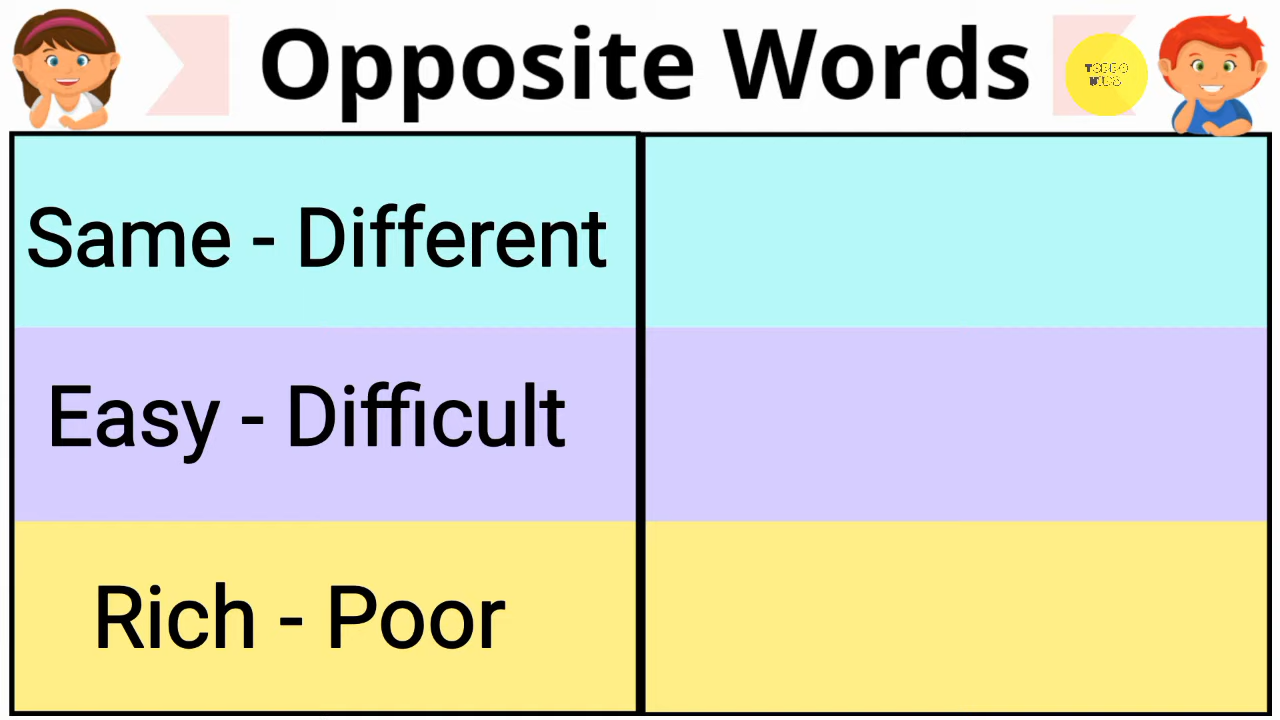 Opposite Words
Same - Different
Easy - Difficult
Rich - Poor